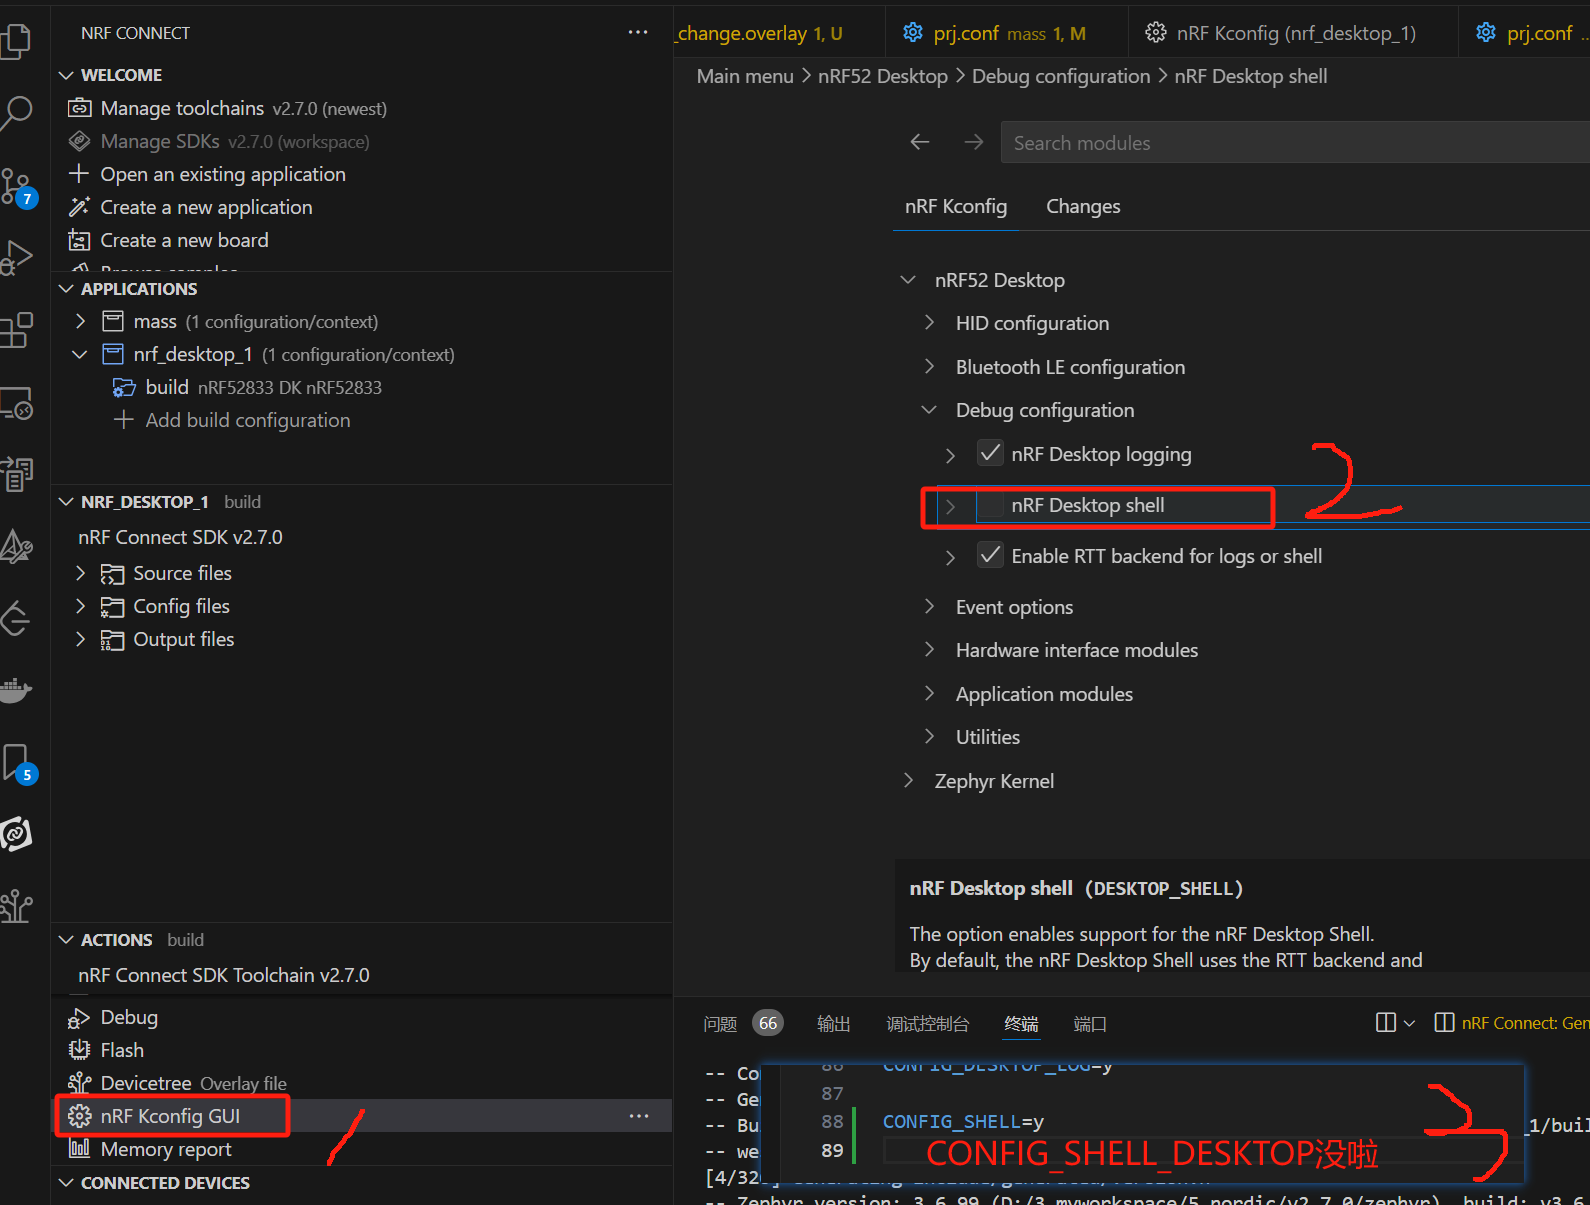 NRF CONNECT
WELCOME
Manage toolchains v2.7.0 (newest)
Manage SDKs v2.7.0 (workspace)
Open an existing application
Create a new application
Create a new board
APPLICATIONS
mass (1 configuration/context)
nrf_desktop_1 (1 configuration/context)
build nRF52833 DK nRF52833
Add build configuration
NRF_DESKTOP_1 build
nRF Connect SDK v2.7.0
Source files
Config files
Output files
ACTIONS build
nRF Connect SDK Toolchain v2.7.0
Debug
Flash
Devicetree Overlay file
nRF Kconfig GUI
Memory report
CONNECTED DEVICES
7
5
1
_change.overlay 1, U
prj.conf mass 1, M
nRF Kconfig (nrf_desktop_1)
prj.conf ...
Main menu > nRF52 Desktop > Debug configuration > nRF Desktop shell
Search modules
nRF Kconfig Changes
nRF52 Desktop
HID configuration
Bluetooth LE configuration
Debug configuration
nRF Desktop logging
nRF Desktop shell
2
Enable RTT backend for logs or shell
Event options
Hardware interface modules
Application modules
Utilities
Zephyr Kernel
nRF Desktop shell (DESKTOP_SHELL)
The option enables support for the nRF Desktop Shell.
By default, the nRF Desktop Shell uses the RTT backend and
问题 66 输出 调试控制台 终端 端口
nRF Connect: Gen
-- Co
86 CONFIG_DESKTOP_LOG=y
-- Ge
87
-- Bu
88 CONFIG_SHELL=y
_1/buil
-- we
89 CONFIG_SHELL_DESKTOP没啦
3
[4/32
-- Zephyr version: 3.6.99 (D:/3_myworkspace/5_nordic/v2.7.0/zephyr), build: v3.6